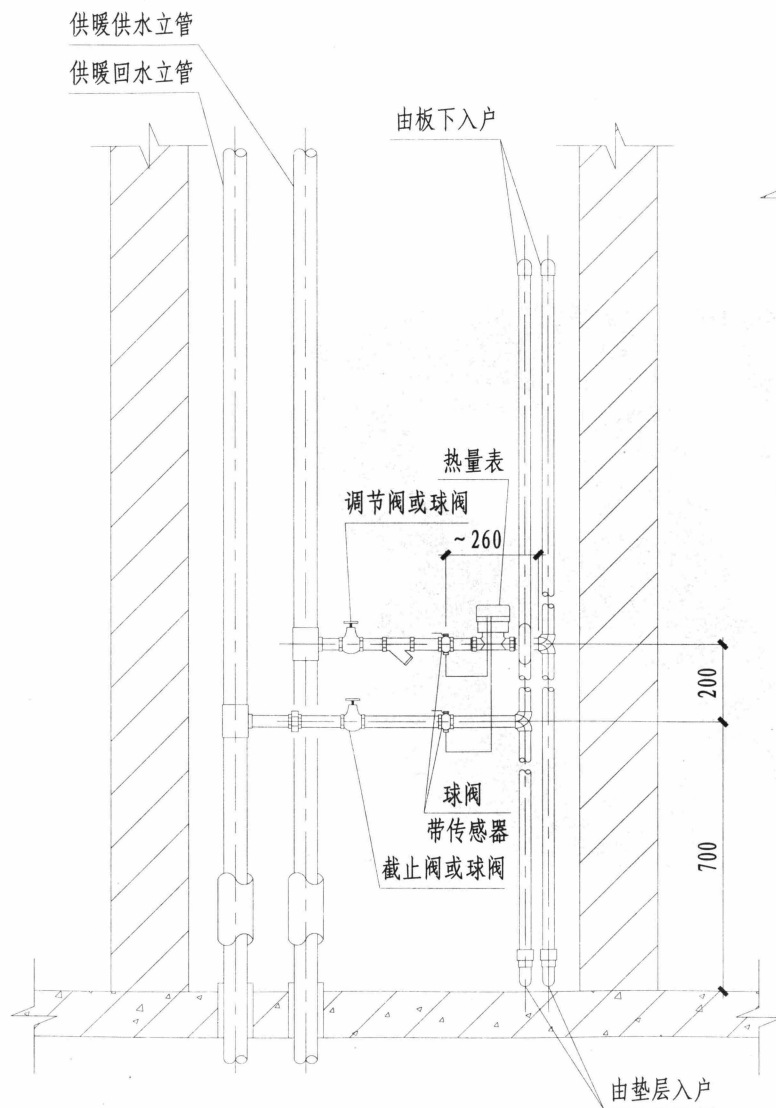 供暖供水立管
供暖回水立管
由板下入户
热量表
调节阀或球阀
~260
200
球阀
带传感器
截止阀或球阀
700
由垫层入户